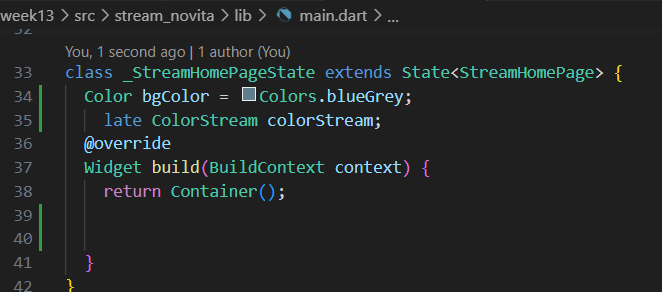 week13 > src > stream_novita > lib > main.dart > ...
32
You, 1 second ago | 1 author (You)
33 class _StreamHomePageState extends State<StreamHomePage> {
34 Color bgColor = Colors.blueGrey;
35 late ColorStream colorStream;
36 @override
37 Widget build(BuildContext context) {
38 return Container();
39
40
41 }
42 }